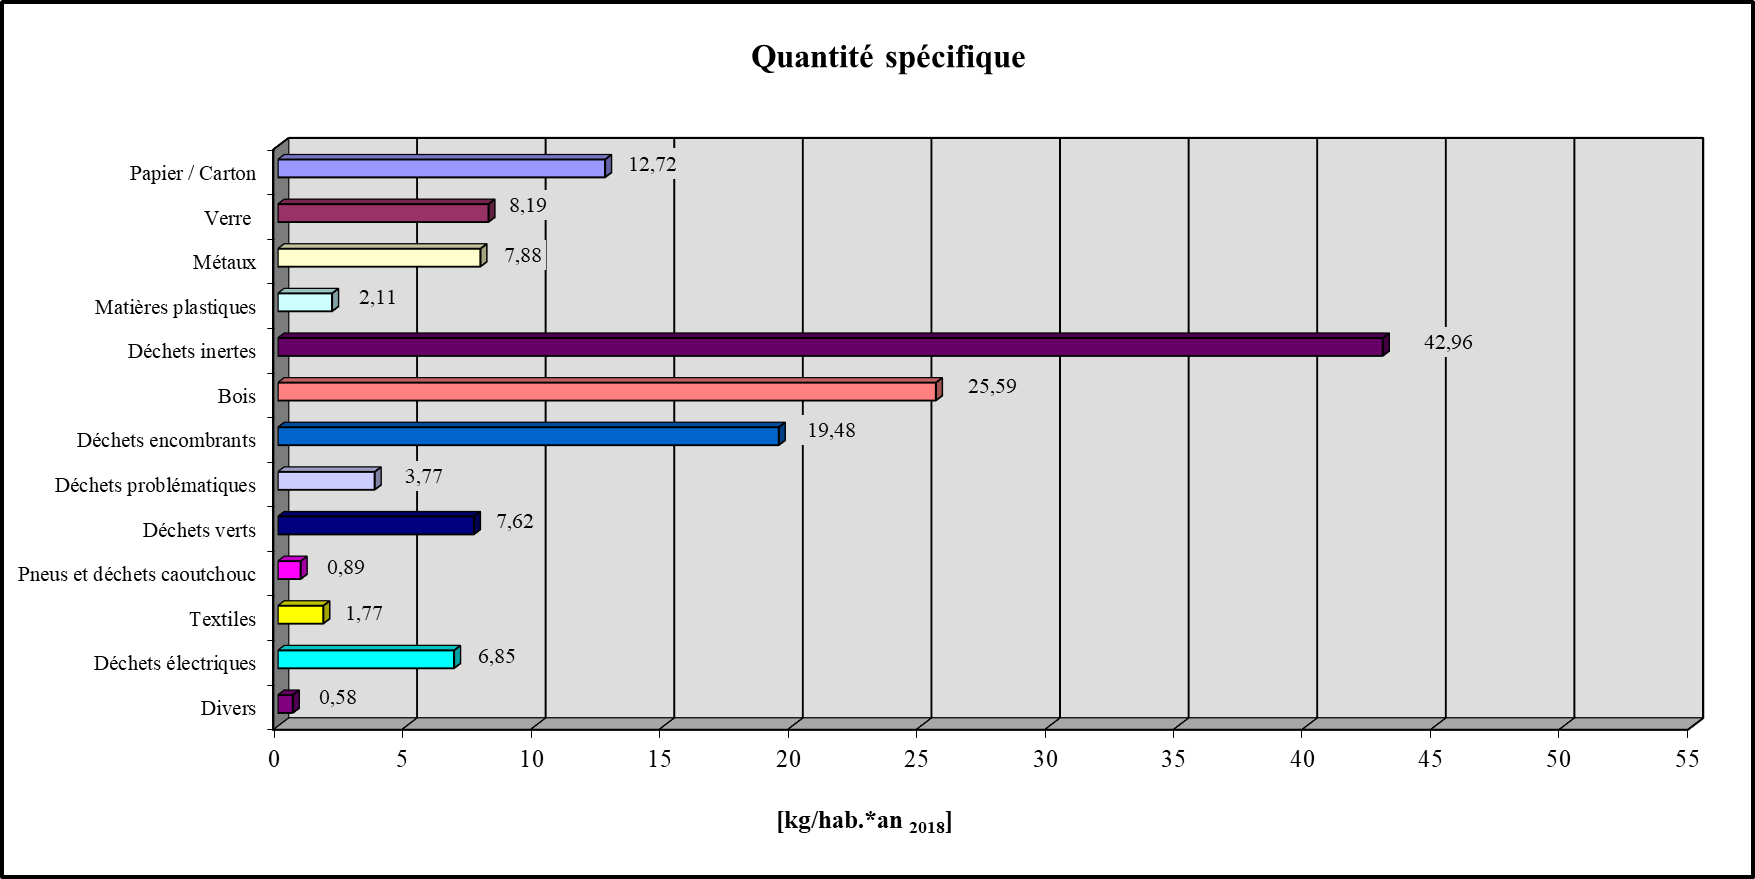 Quantité spécifique
Papier / Carton 12,72
Verre 8,19
Métaux 7,88
Matières plastiques 2,11
Déchets inertes 42,96
Bois 25,59
Déchets encombrants 19,48
Déchets problématiques 3,77
Déchets verts 7,62
Pneus et déchets caoutchouc 0,89
Textiles 1,77
Déchets électriques 6,85
Divers 0,58
0 5 10 15 20 25 30 35 40 45 50 55
[kg/hab.*an 2018]